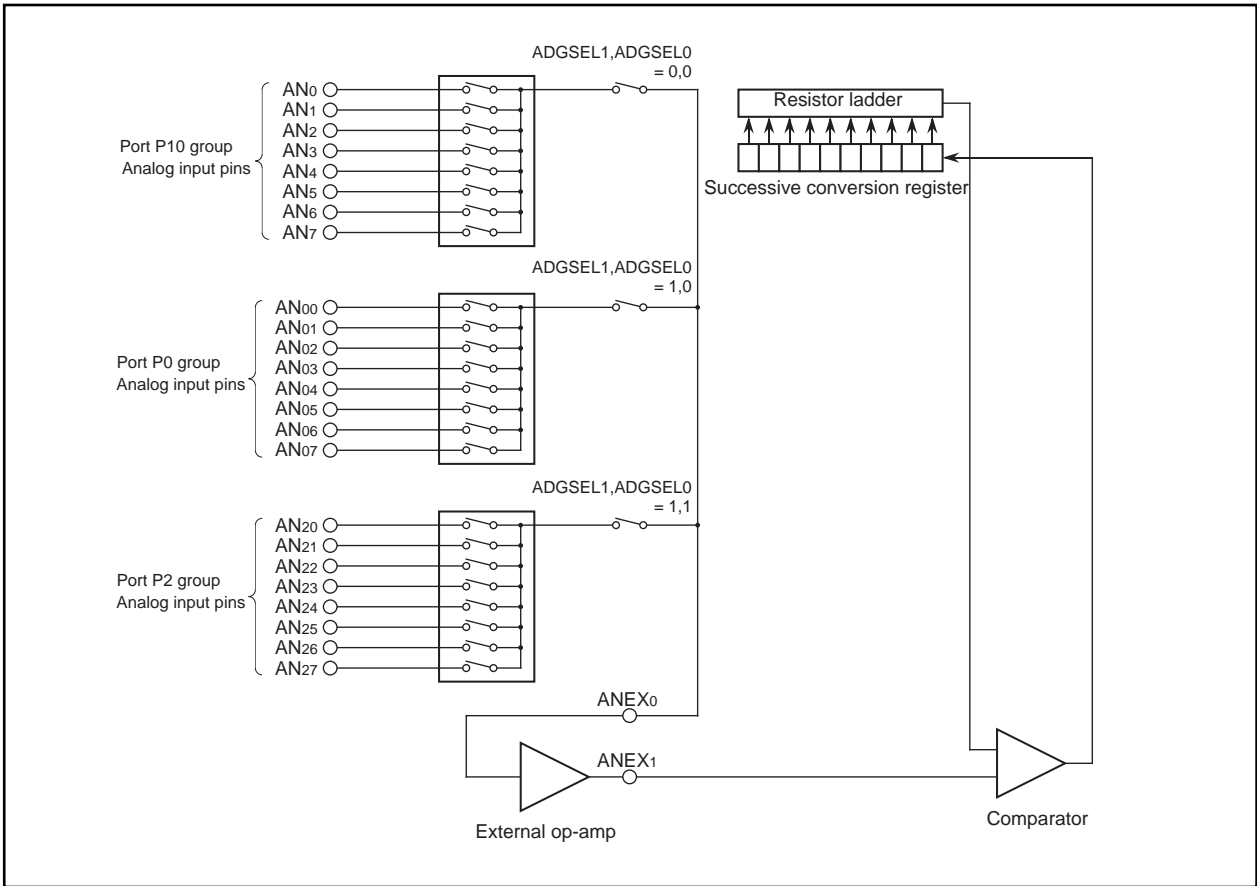 ADGSEL1,ADGSEL0
= 0,0
AN0
AN1
AN2
AN3
AN4
AN5
AN6
AN7
Port P10 group
Analog input pins
Resistor ladder
Successive conversion register
ADGSEL1,ADGSEL0
= 1,0
AN00
AN01
AN02
AN03
AN04
AN05
AN06
AN07
Port P0 group
Analog input pins
ADGSEL1,ADGSEL0
= 1,1
AN20
AN21
AN22
AN23
AN24
AN25
AN26
AN27
Port P2 group
Analog input pins
ANEX0
ANEX1
External op-amp
Comparator